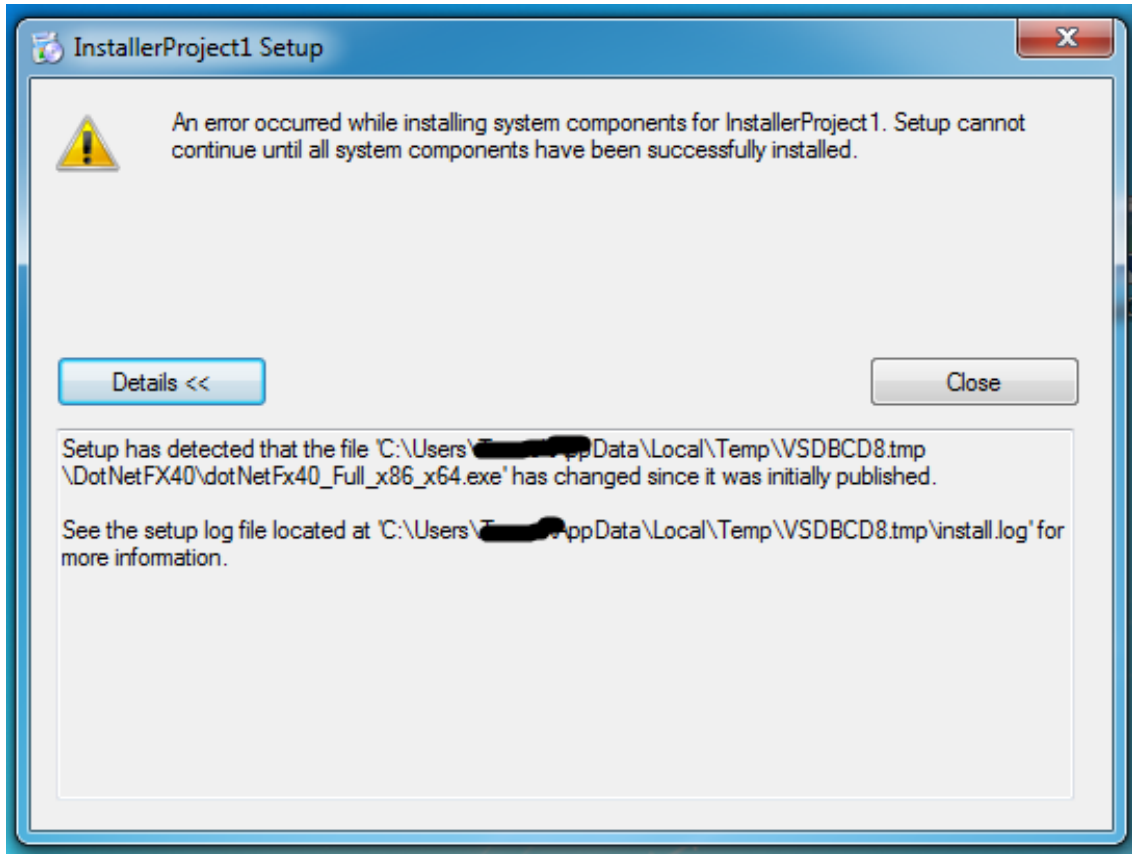 InstallerProject1 Setup
An error occurred while installing system components for InstallerProject1. Setup cannot
continue until all system components have been successfully installed.
Details <<
Close
Setup has detected that the file 'C:\Users\ppData\Local\Temp\VSDBCD8.tmp
\DotNetFX40\dotNetFx40_Full_x86_x64.exe' has changed since it was initially published.
See the setup log file located at 'C:\Users\AppData\Local\Temp\VSDBCD8.tmp\install.log' for
more information.